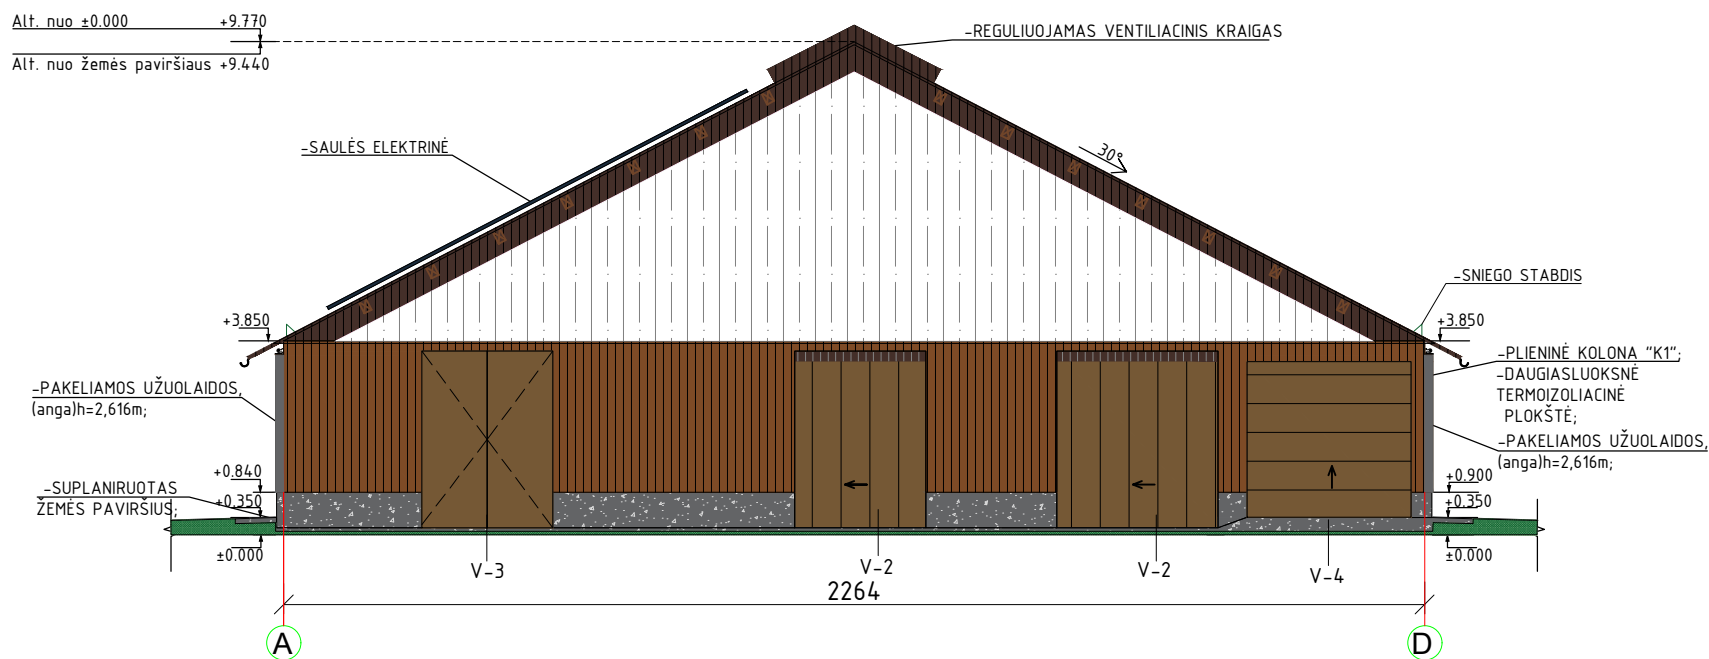 Alt. nuo ±0.000 +9.770
Alt. nuo žemės paviršiaus +9.440
-REGULIUOJAMAS VENTILIACINIS KRAIGAS
-SAULĖS ELEKTRINĖ
30°
-SNIEGO STABDIS
+3.850
+3.850
-PLIENINĖ KOLONA "K1";
-DAUGIASLUOKSNĖ
TERMOIZOLIACINĖ
PLOKŠTĖ;
-PAKELIAMOS UŽUOLAIDOS,
(anga)h=2,616m;
-PAKELIAMOS UŽUOLAIDOS,
(anga)h=2,616m;
+0.840
+0.900
-SUPLANIRUOTAS
ŽEMĖS PAVIRŠIUS;
+0.350
+0.350
±0.000
±0.000
V-3
V-2
V-2
V-4
2264
A
D